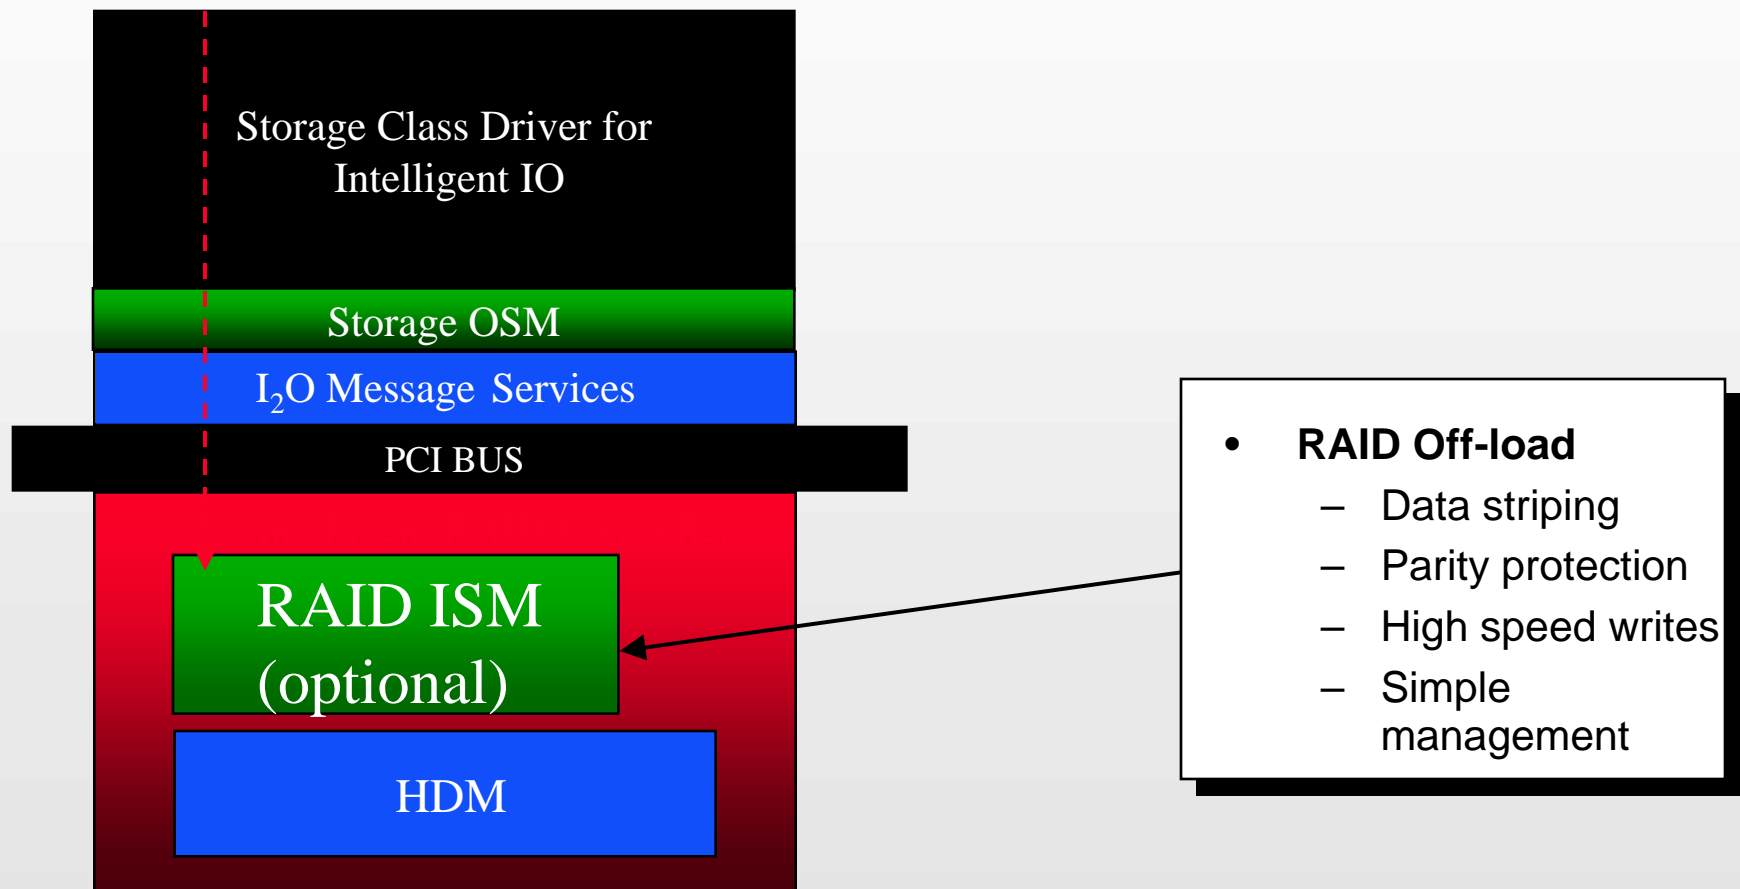 Storage Class Driver for
Intelligent IO
Storage OSM
I₂O Message Services
PCI BUS
RAID ISM
(optional)
HDM
• RAID Off-load
– Data striping
– Parity protection
– High speed writes
– Simple
management